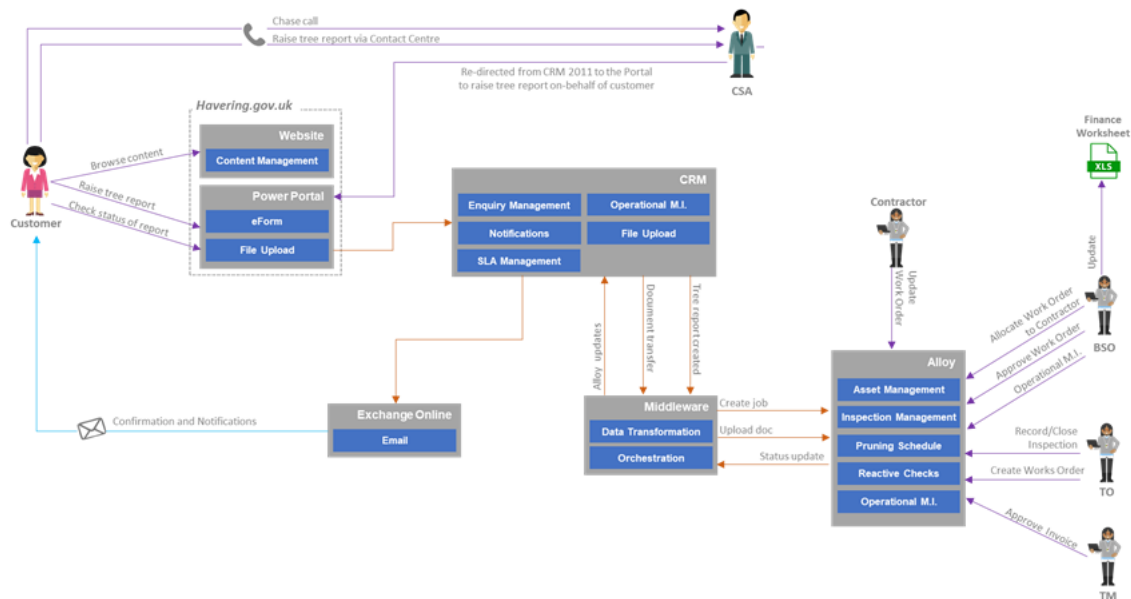 Chase call
Raise tree report via Contact Centre
Re-directed from CRM 2011 to the Portal
to raise tree report on-behalf of customer
CSA
Havering.gov.uk
Website
Content Management
Browse content
Raise tree report
Check status of report
Customer
Power Portal
eForm
File Upload
CRM
Enquiry Management
Operational M.I.
Notifications
File Upload
SLA Management
Finance
Worksheet
XLS
Contractor
Update
Work Order
Update
BSO
Allocate Work Order
to Contractor
Approve Work Order
Operational M.I.
Alloy updates
Document transfer
Tree report created
Alloy
Asset Management
Inspection Management
Pruning Schedule
Reactive Checks
Operational M.I.
Exchange Online
Email
Confirmation and Notifications
Middleware
Data Transformation
Orchestration
Create job
Upload doc
Status update
Record/Close
Inspection
Create Works Order
TO
Approve Invoice
TM